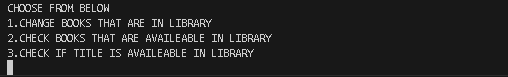 CHOOSE FROM BELOW
1.CHANGE BOOKS THAT ARE IN LIBRARY
2.CHECK BOOKS THAT ARE AVAILEABLE IN LIBRARY
3.CHECK IF TITLE IS AVAILEABLE IN LIBRARY